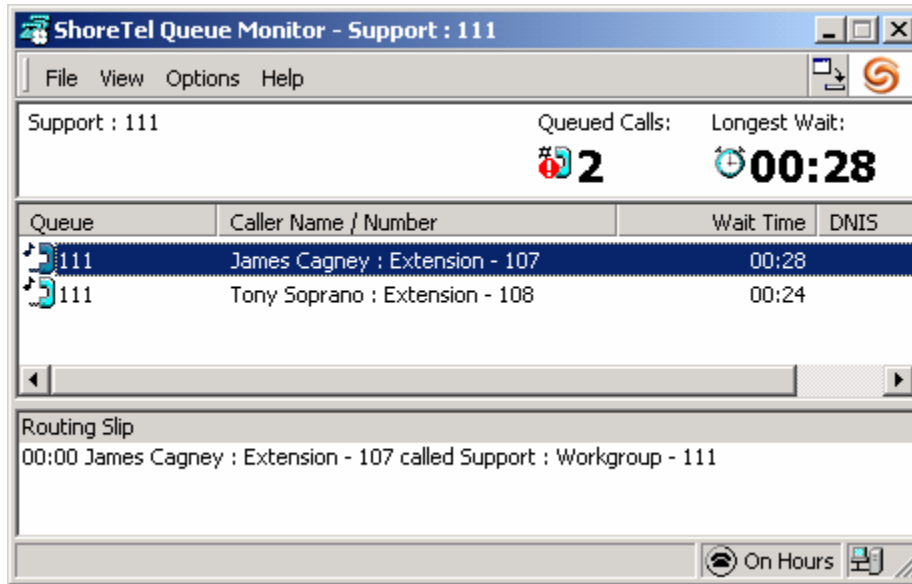 ShoreTel Queue Monitor - Support : 111
File View Options Help
Support : 111 Queued Calls: Longest Wait:
2 00:28
Queue Caller Name / Number Wait Time DNIS
111 James Cagney : Extension - 107 00:28
111 Tony Soprano : Extension - 108 00:24
Routing Slip
00:00 James Cagney : Extension - 107 called Support : Workgroup - 111
On Hours